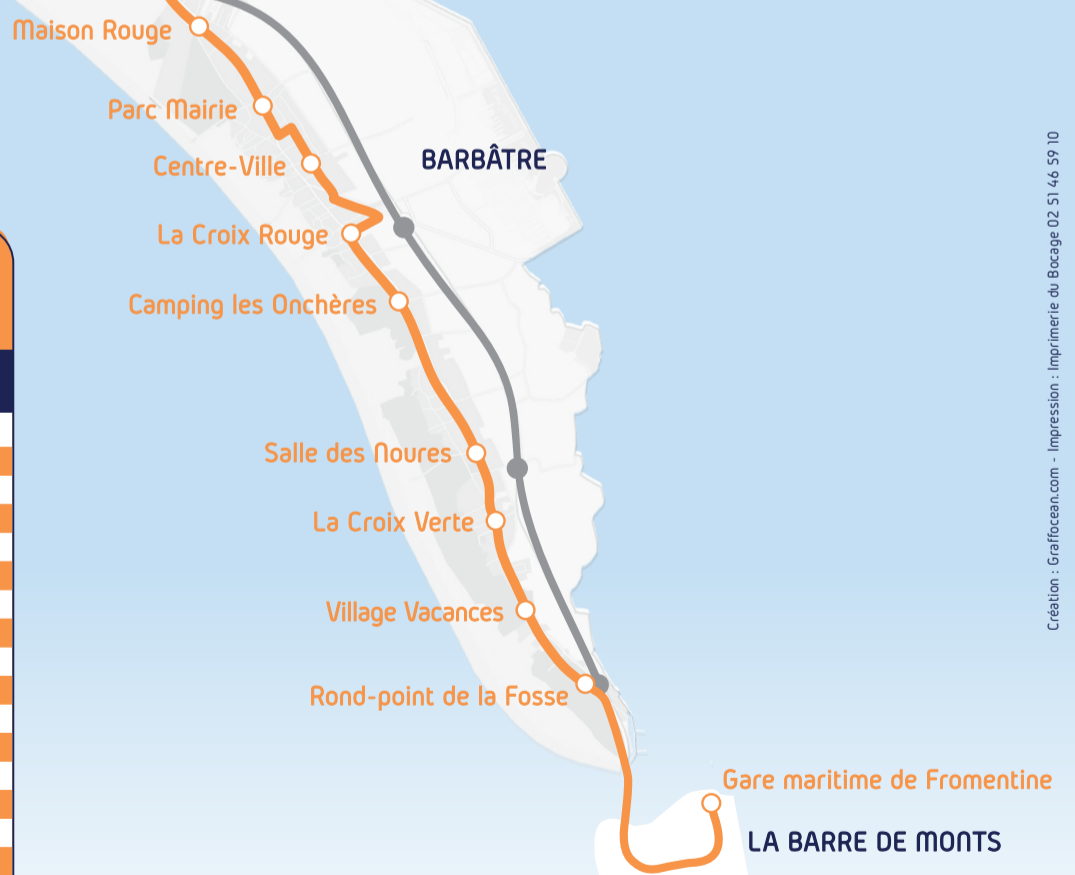 Maison Rouge
Parc Mairie
Centre-Ville
BARBÂTRE
La Croix Rouge
Camping les Onchères
Salle des Noures
La Croix Verte
Village Vacances
Rond-point de la Fosse
Gare maritime de Fromentine
LA BARRE DE MONTS
Création : Graffocean.com - Impression : Imprimerie du Bocage 02 51 46 59 10